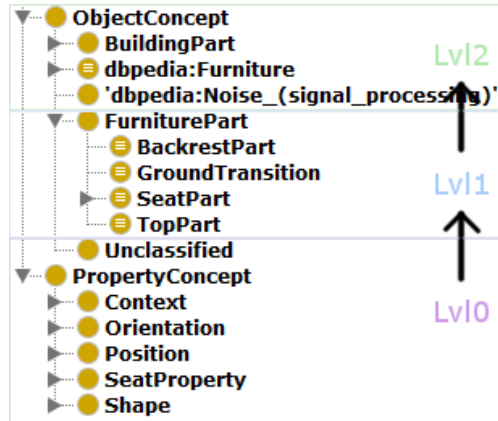 ObjectConcept
BuildingPart
Lvl2
dbpedia:Furniture
'dbpedia:Noise_(signal_processing)'
FurniturePart
BackrestPart
GroundTransition
Lvl1
SeatPart
TopPart
Unclassified
PropertyConcept
Context
Lvl0
Orientation
Position
SeatProperty
Shape